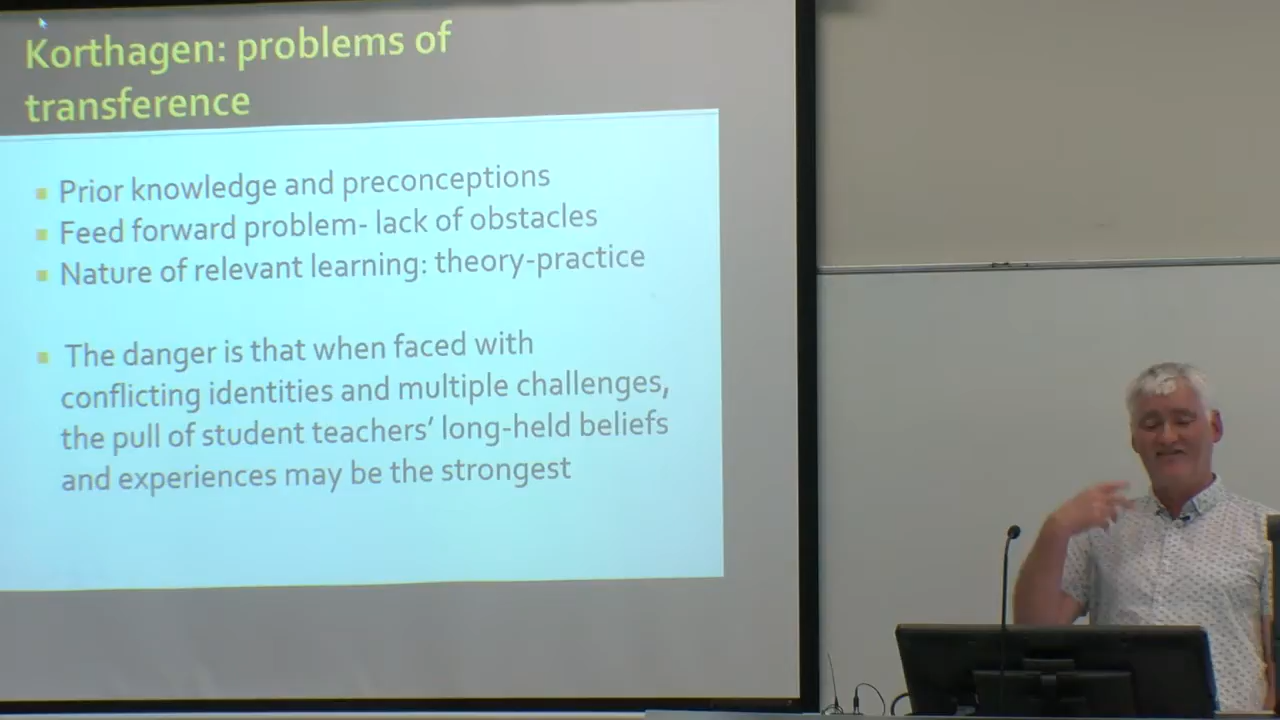 Korthagen: problems of
transference
Prior knowledge and preconceptions
Feed forward problem- lack of obstacles
Nature of relevant learning: theory-practice
The danger is that when faced with
conflicting identities and multiple challenges,
the pull of student teachers' long-held beliefs
and experiences may be the strongest